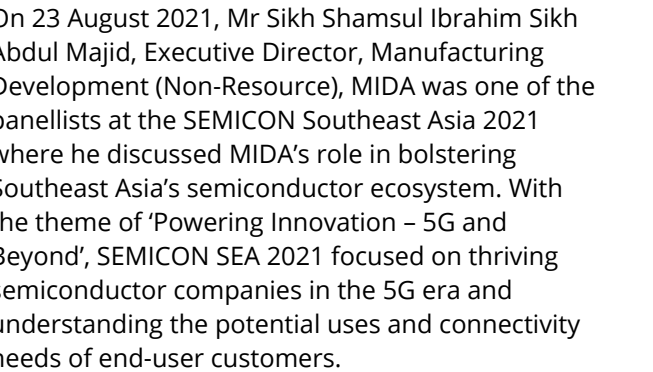 On 23 August 2021, Mr Sikh Shamsul Ibrahim Sikh
Abdul Majid, Executive Director, Manufacturing
Development (Non-Resource), MIDA was one of the
panellists at the SEMICON Southeast Asia 2021
where he discussed MIDA’s role in bolstering
Southeast Asia’s semiconductor ecosystem. With
the theme of ‘Powering Innovation – 5G and
Beyond’, SEMICON SEA 2021 focused on thriving
semiconductor companies in the 5G era and
understanding the potential uses and connectivity
needs of end-user customers.